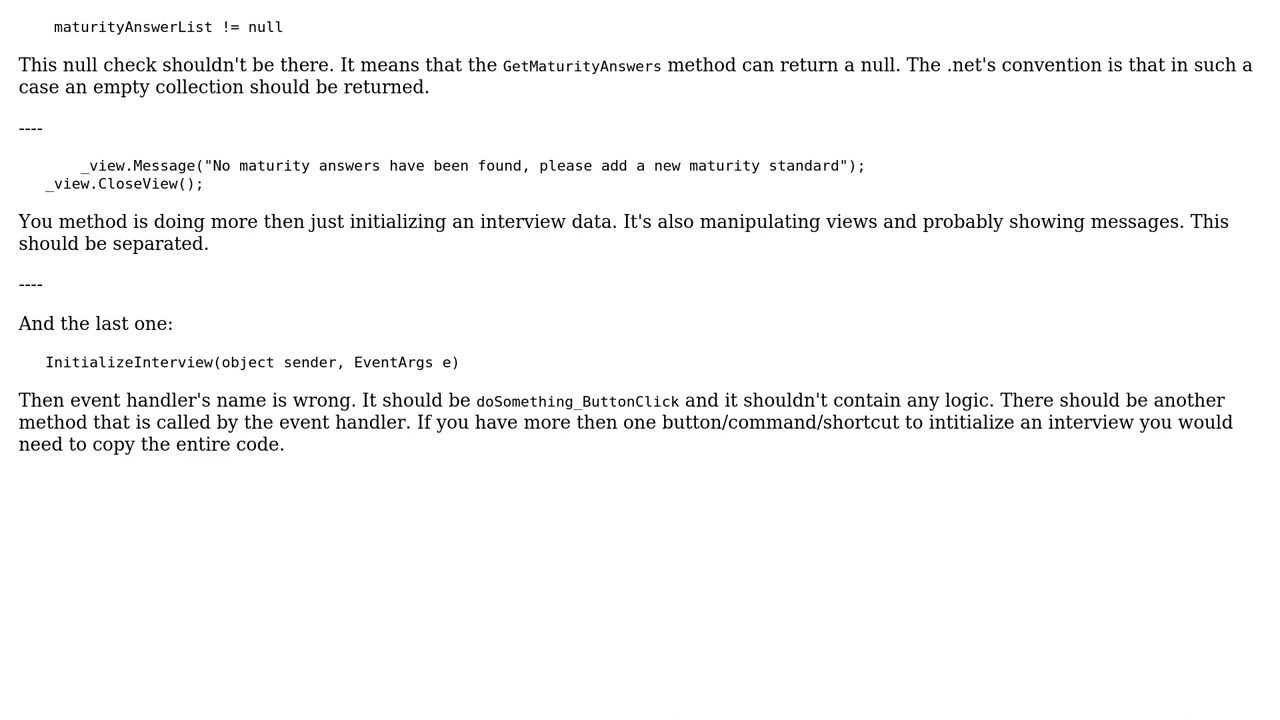 maturityAnswerList != null
This null check shouldn't be there. It means that the GetMaturityAnswers method can return a null. The .net's convention is that in such a
case an empty collection should be returned.
----
_view.Message("No maturity answers have been found, please add a new maturity standard");
_view.CloseView();
You method is doing more then just initializing an interview data. It's also manipulating views and probably showing messages. This
should be separated.
----
And the last one:
InitializeInterview(object sender, EventArgs e)
Then event handler's name is wrong. It should be doSomething_ButtonClick and it shouldn't contain any logic. There should be another
method that is called by the event handler. If you have more then one button/command/shortcut to intitialize an interview you would
need to copy the entire code.